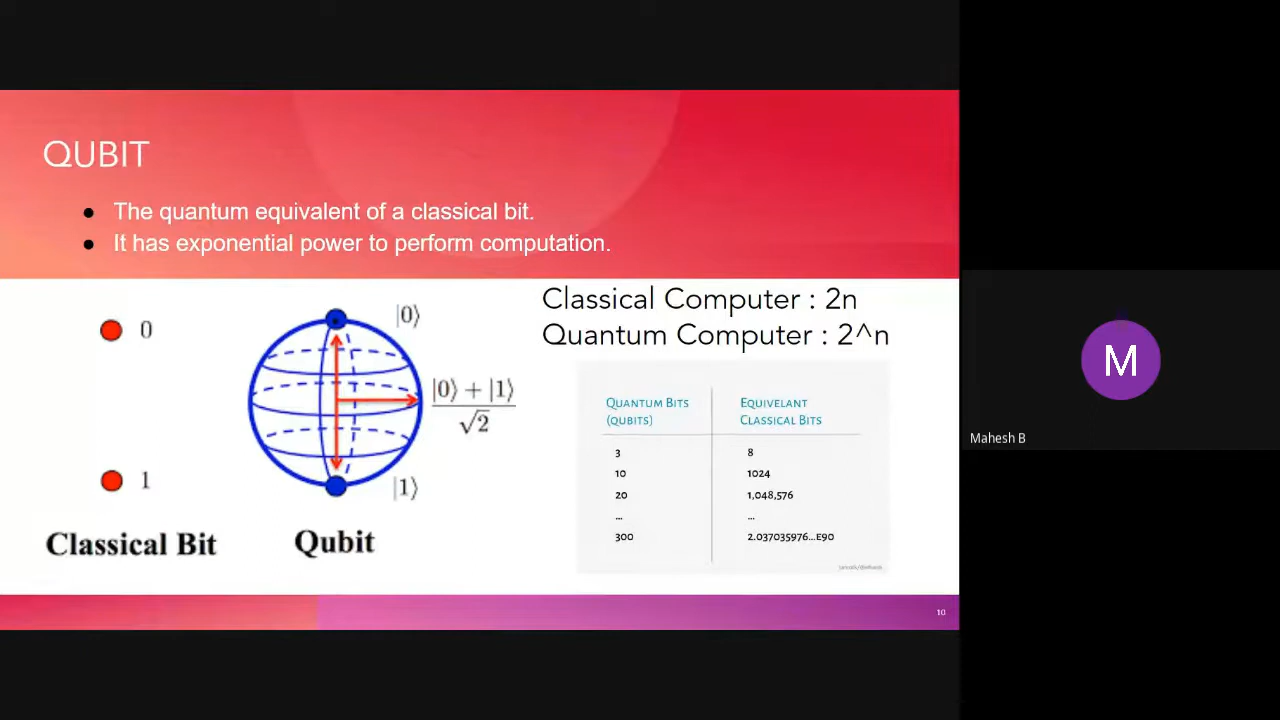 QUBIT
● The quantum equivalent of a classical bit.
● It has exponential power to perform computation.
Classical Computer : 2n
Quantum Computer : 2^n
0
1
Classical Bit
|0⟩
|0⟩ + |1⟩
√2
|1⟩
Qubit
QUANTUM BITS
(QUBITS)
EQUIVELANT
CLASSICAL BITS
3 8
10 1024
20 1,048,576
... ...
300 2.037035976...E90
10
M
Mahesh B